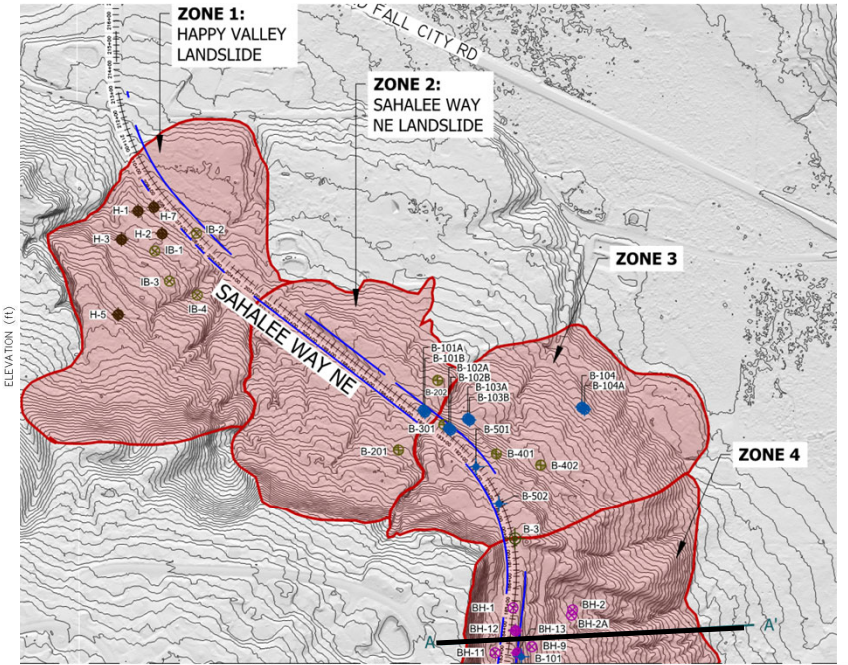 ZONE 1:
HAPPY VALLEY
LANDSLIDE
FALL CITY RD
ZONE 2:
SAHALEE WAY
NE LANDSLIDE
H-1
H-7
H-3
H-2
IB-2
IB-1
IB-3
IB-4
H-5
ZONE 3
ELEVATION (ft)
SAHALEE WAY NE
B-101A
B-101B
B-102A
B-102B
B-202
B-103A
B-103B
B-104
B-104A
B-301
B-501
B-201
B-401
B-402
ZONE 4
B-502
B-3
BH-1
BH-2
BH-2A
BH-12
BH-13
A
A'
BH-11
BH-9
B-101